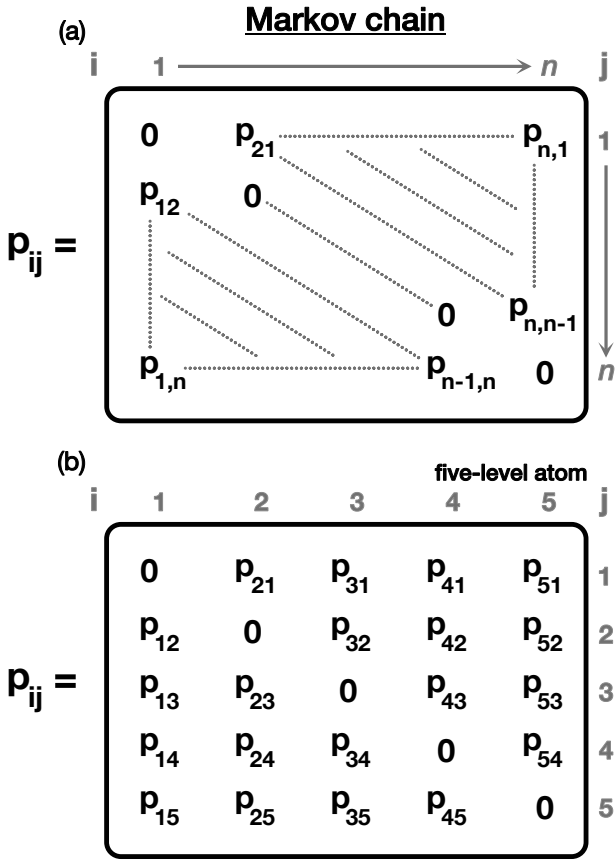 Markov chain
(a)
i 1 n j
0 p21 pn,1 1
p12 0
pij =
0 pn,n-1
p1,n pn-1,n 0 n
(b)
five-level atom
i 1 2 3 4 5 j
0 p21 p31 p41 p51 1
p12 0 p32 p42 p52 2
pij = p13 p23 0 p43 p53 3
p14 p24 p34 0 p54 4
p15 p25 p35 p45 0 5